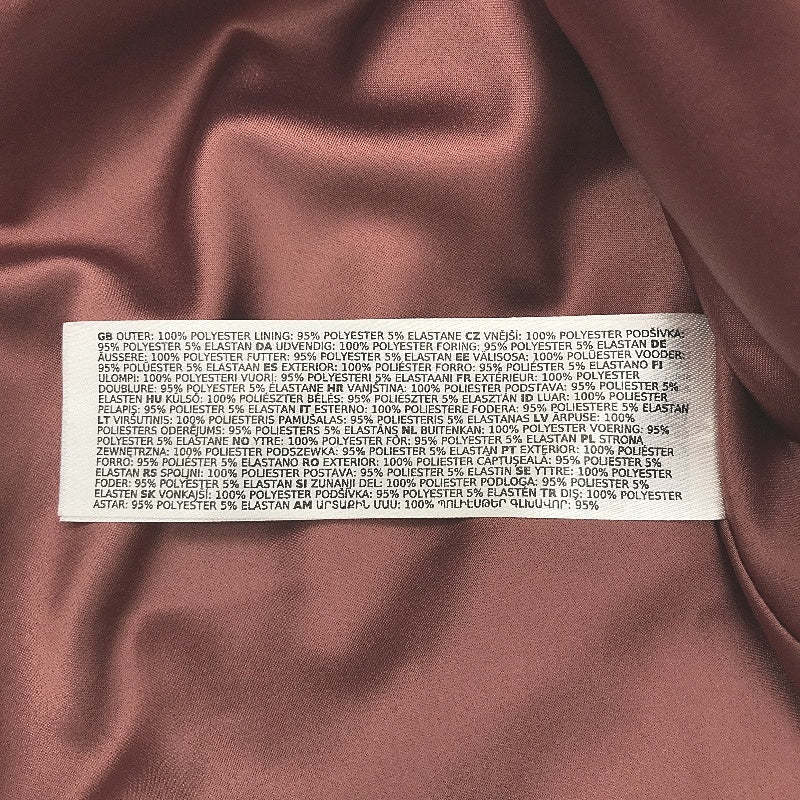 GB OUTER: 100% POLYESTER LINING: 95% POLYESTER 5% ELASTANE CZ VNĚJŠÍ: 100% POLYESTER PODŠÍVKA:
95% POLYESTER 5% ELASTAN DA UDVENDIG: 100% POLYESTER FORING: 95% POLYESTER 5% ELASTAN DE
ÄUSSERE: 100% POLYESTER FUTTER: 95% POLYESTER 5% ELASTAN EE VÄLISOSA: 100% POLÜESTER VOODER:
95% POLÜESTER 5% ELASTAAN ES EXTERIOR: 100% POLIÉSTER FORRO: 95% POLIÉSTER 5% ELASTANO FI
ULOMPI: 100% POLYESTERI VUORI: 95% POLYESTERI 5% ELASTAANI FR EXTÉRIEUR: 100% POLYESTER
DOUBLURE: 95% POLYESTER 5% ELASTANE HR VANJŠTINA: 100% POLIESTER PODSTAVA: 95% POLIESTER 5%
ELASTEN HU KÜLSŐ: 100% POLIÉSZTER BÉLÉS: 95% POLIÉSZTER 5% ELASZTÁN ID LUAR: 100% POLIESTER
PELAPIS: 95% POLIESTER 5% ELASTAN IT ESTERNO: 100% POLIESTERE FODERA: 95% POLIESTERE 5% ELASTAN
LT VIRŠUTINIS: 100% POLIESTERIS PAMUŠALAS: 95% POLIESTERIS 5% ELASTANAS LV ĀRPUSE: 100%
POLIESTERS ODERĒJUMS: 95% POLIESTERS 5% ELASTĀNS NL BUITENKAN: 100% POLYESTER VOERING: 95%
POLYESTER 5% ELASTANE NO YTRE: 100% POLYESTER FÔR: 95% POLYESTER 5% ELASTAN PL STRONA
ZEWNĘTRZNA: 100% POLIESTER PODSZEWKA: 95% POLIESTER 5% ELASTAN PT EXTERIOR: 100% POLIÉSTER
FORRO: 95% POLIÉSTER 5% ELASTANO RO EXTERIOR: 100% POLIESTER CĂPTUȘEALĂ: 95% POLIESTER 5%
ELASTAN RS SPOLJNI: 100% POLIESTER POSTAVA: 95% POLIESTER 5% ELASTIN SE YTTRE: 100% POLYESTER
FODER: 95% POLYESTER 5% ELASTAN SI ZUNANJI DEL: 100% POLIESTER PODLOGA: 95% POLIESTER 5%
ELASTEN SK VONKAJŠÍ: 100% POLYESTER PODŠÍVKA: 95% POLYESTER 5% ELASTÉN TR DIŞ: 100% POLYESTER
ASTAR: 95% POLYESTER 5% ELASTAN AM ԱՐՏԱՔԻՆ ՄԱՍ: 100% ՊՈԼԻԷՍԹԵՐ ԳԼԽԱՎՈՐ: 95%